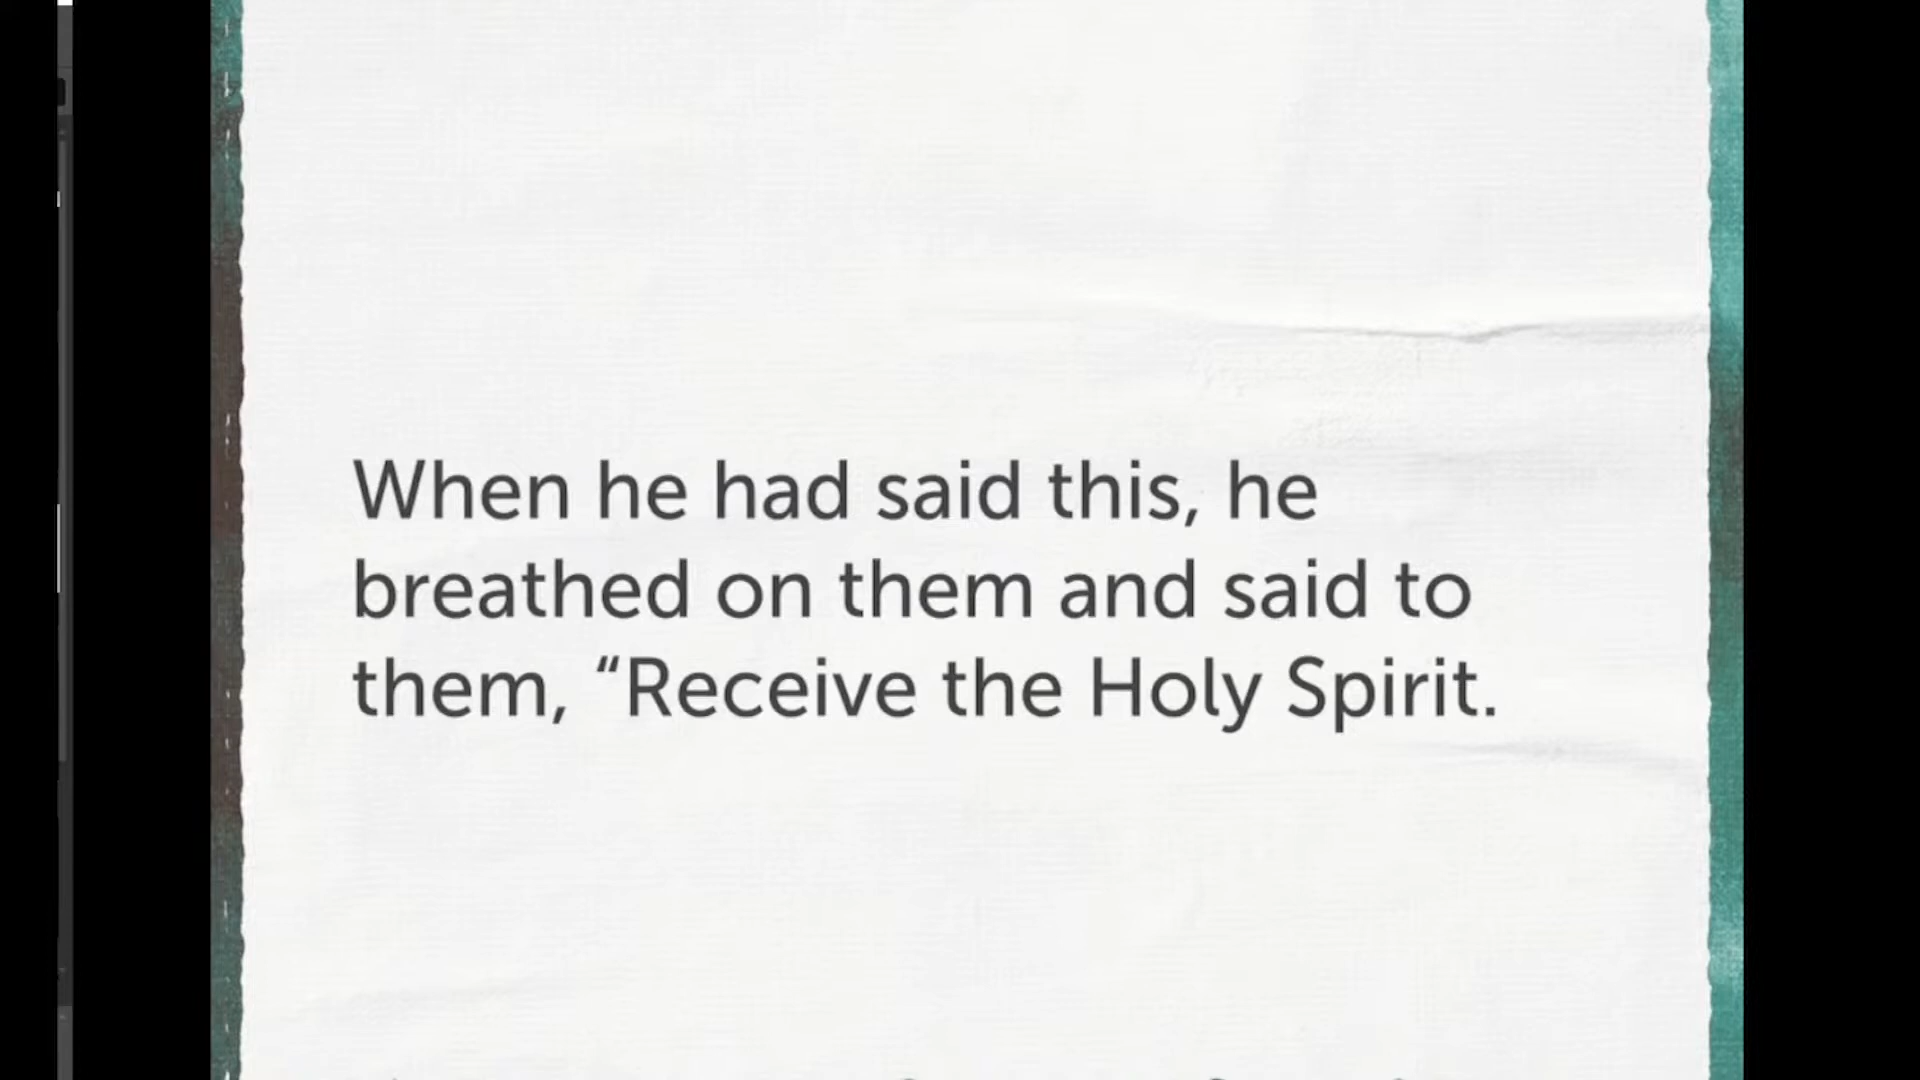 When he had said this, he
breathed on them and said to
them, “Receive the Holy Spirit.